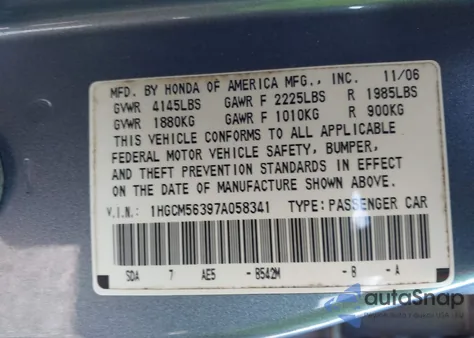 MFD. BY HONDA OF AMERICA MFG., INC. 11/06
GVWR 4145LBS GAWR F 2225LBS R 1985LBS
GVWR 1880KG GAWR F 1010KG R 900KG
THIS VEHICLE CONFORMS TO ALL APPLICABLE
FEDERAL MOTOR VEHICLE SAFETY, BUMPER,
AND THEFT PREVENTION STANDARDS IN EFFECT
ON THE DATE OF MANUFACTURE SHOWN ABOVE.
V.I.N.: 1HGCM56397A058341 TYPE: PASSENGER CAR
SDA 7 AE5 - B542M - B - A
autoSnap